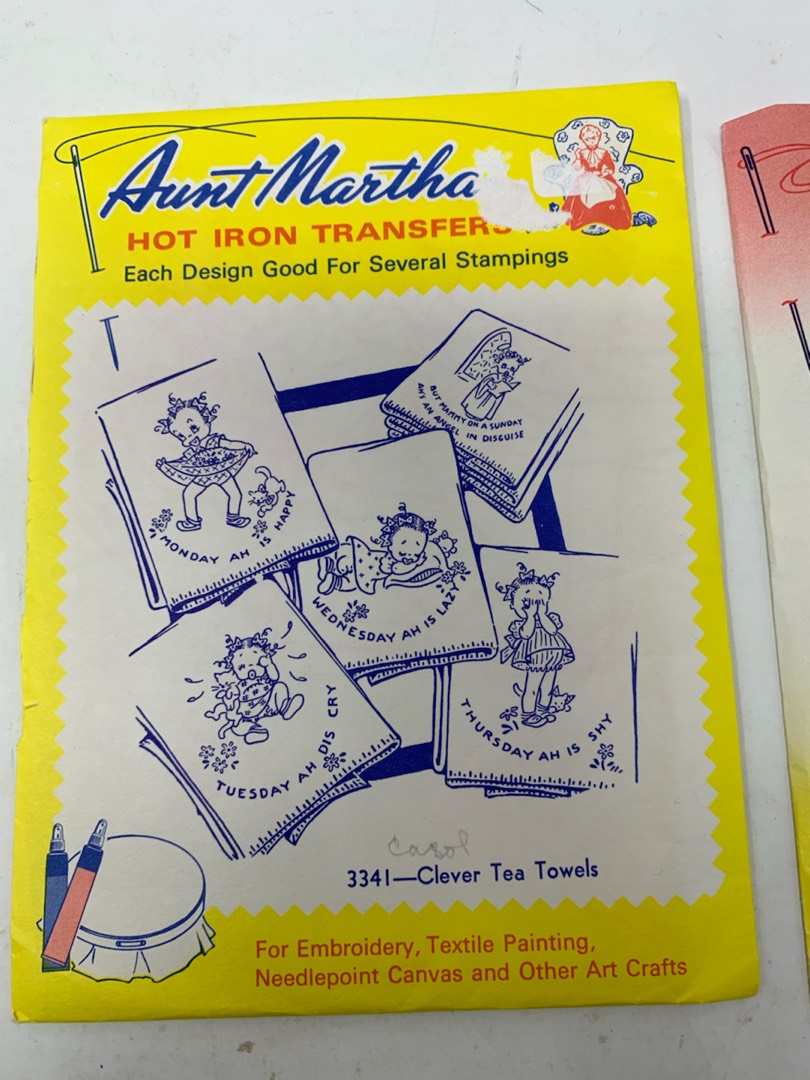 Aunt Martha
HOT IRON TRANSFERS
Each Design Good For Several Stampings
BUT MAMMY ON A SUNDAY
AH'S AN ANGEL IN DISGUISE
MONDAY AH IS HAPPY
WEDNESDAY AH IS LAZY
TUESDAY AH DIS CRY
THURSDAY AH IS SHY
Carol
3341—Clever Tea Towels
For Embroidery, Textile Painting,
Needlepoint Canvas and Other Art Crafts